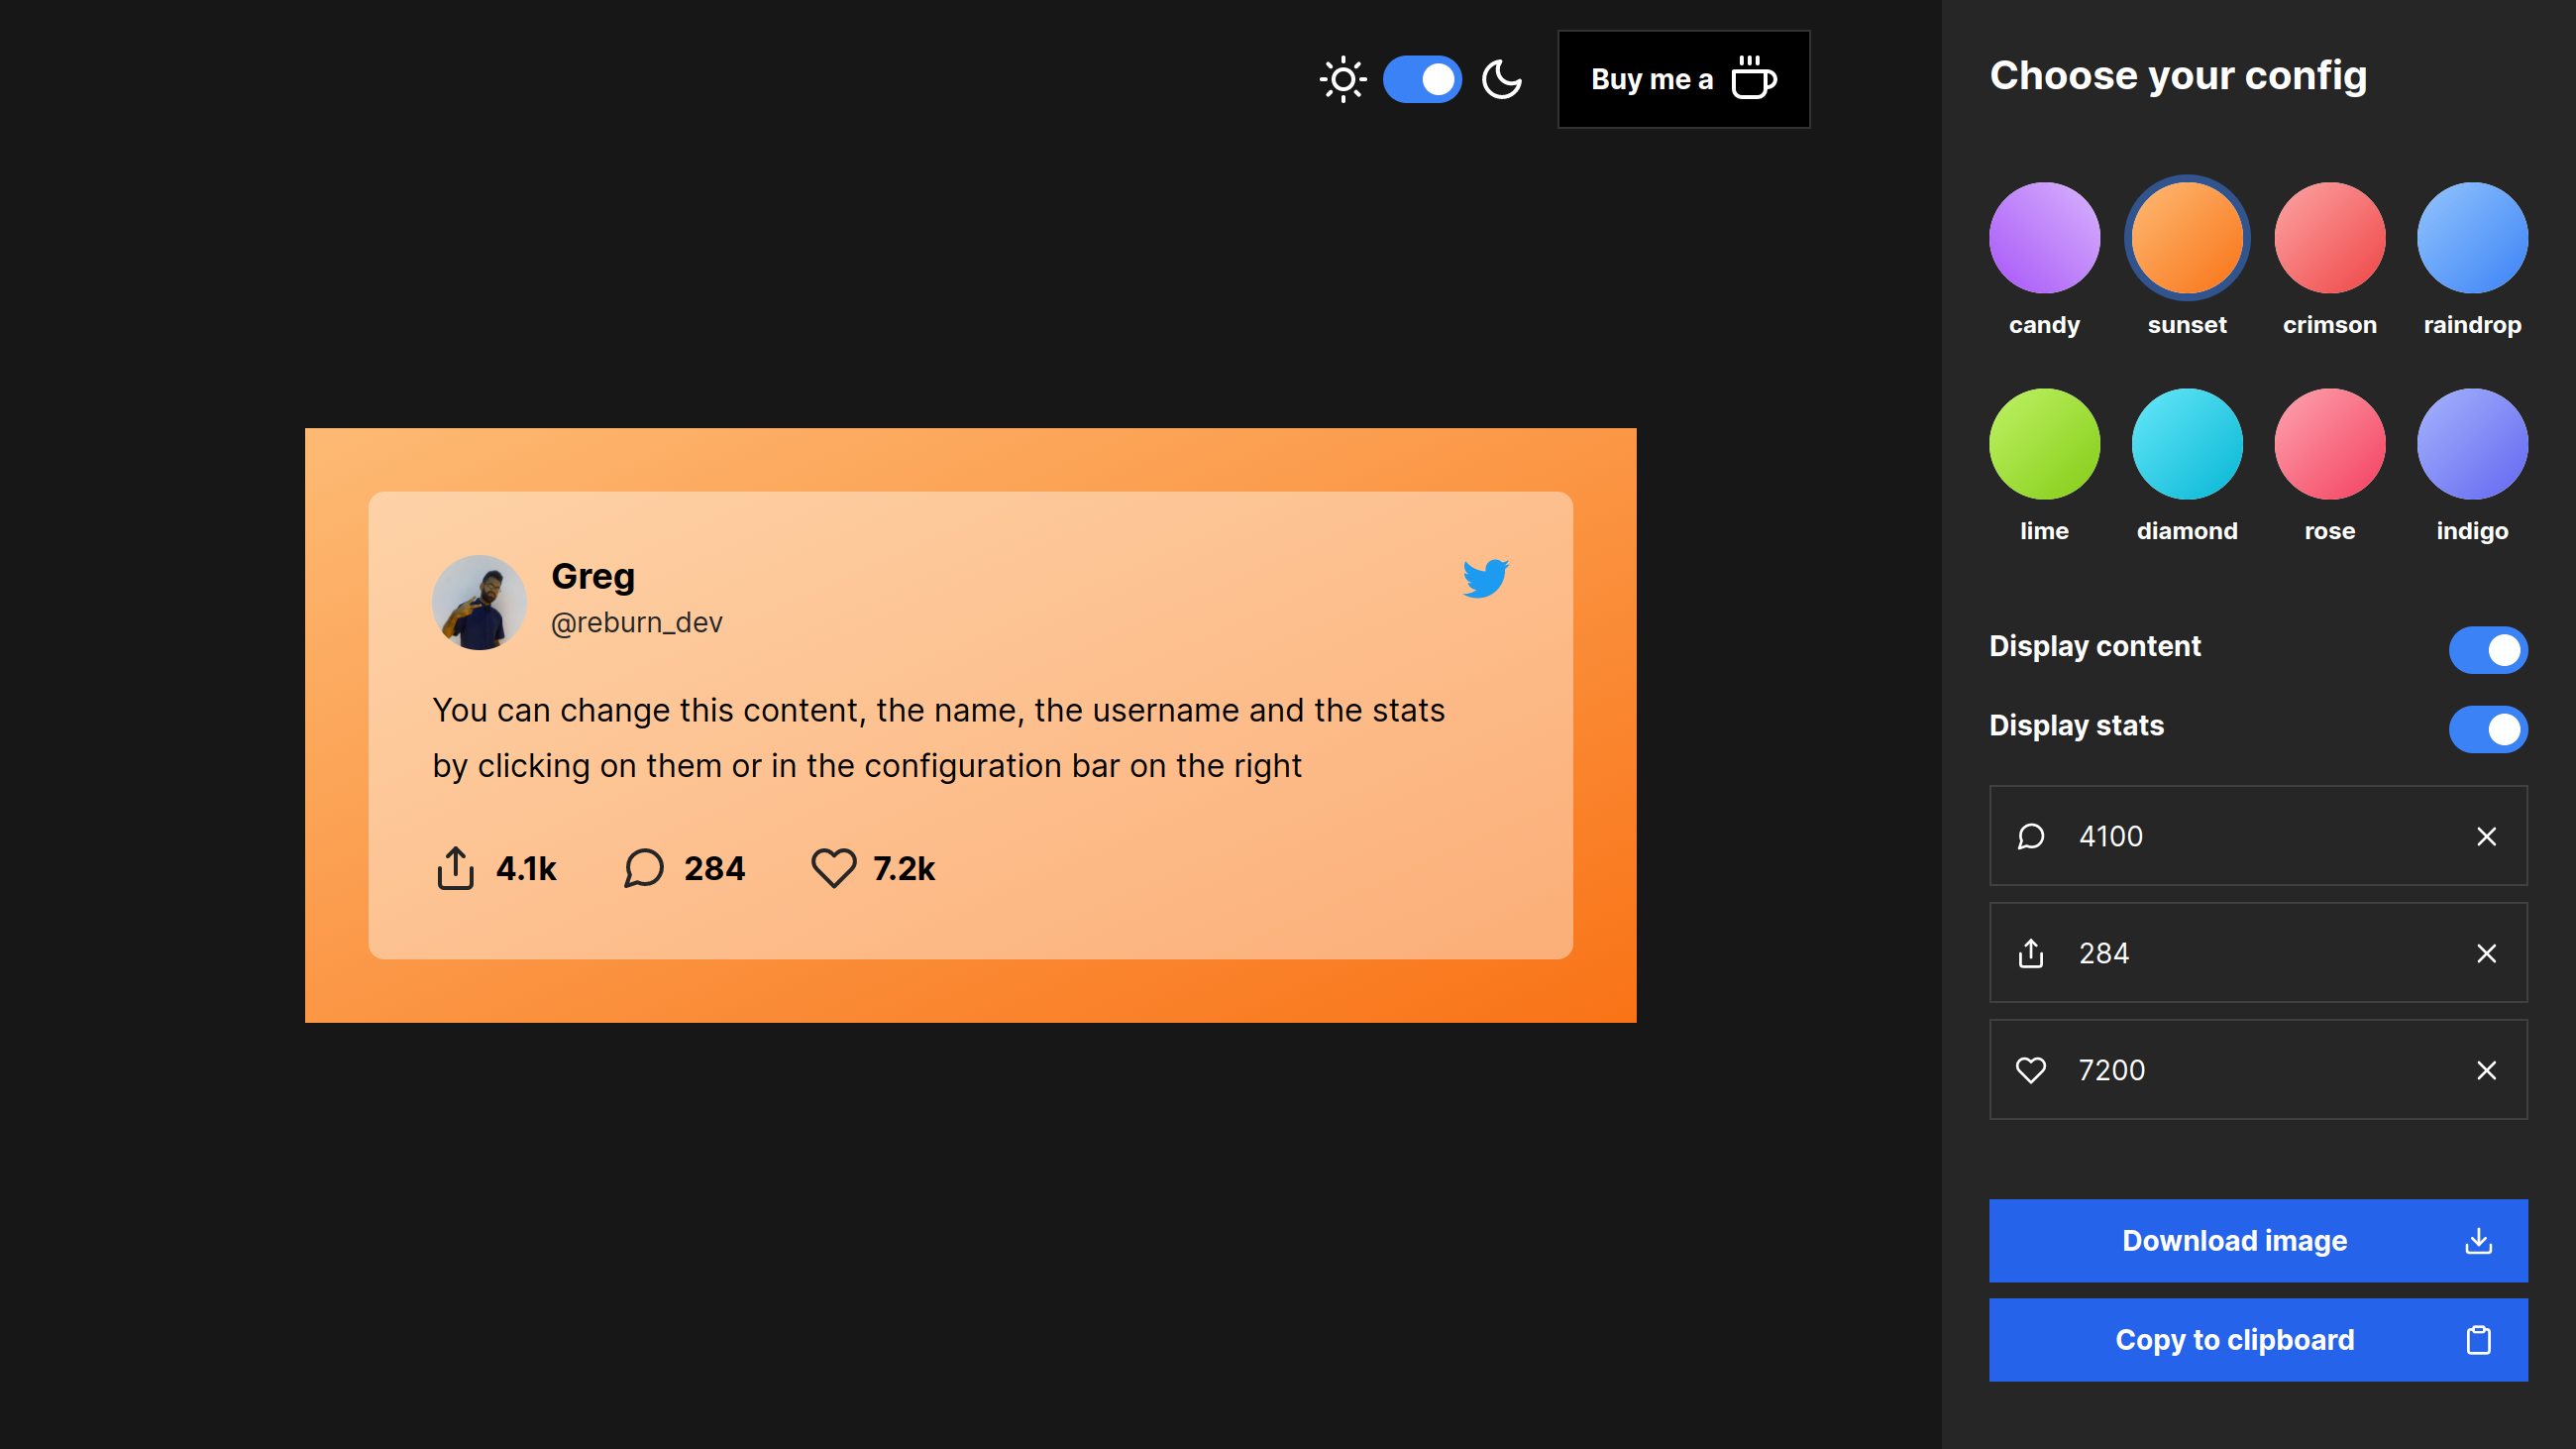 Buy me a
Greg
@reburn_dev
You can change this content, the name, the username and the stats
by clicking on them or in the configuration bar on the right
4.1k 284 7.2k
Choose your config
candy sunset crimson raindrop
lime diamond rose indigo
Display content
Display stats
4100
284
7200
Download image
Copy to clipboard